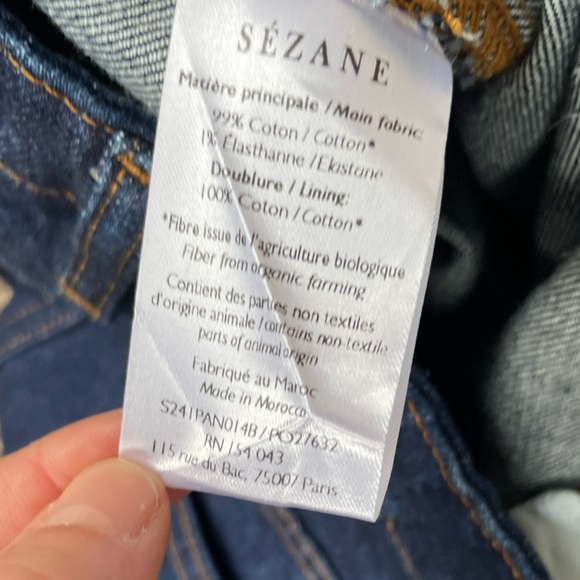 SÉZANE
Matière principale / Main fabric:
99% Coton / Cotton*
1% Élasthanne / Elastane
Doublure / Lining:
100% Coton / Cotton*
*Fibre issue de l'agriculture biologique
Fiber from organic farming
Contient des parties non textiles
d'origine animale / contains non-textile
parts of animal origin
Fabriqué au Maroc
Made in Morocco
S241PAN014B / PO27632
RN 154 043
115 rue du Bac, 75007 Paris